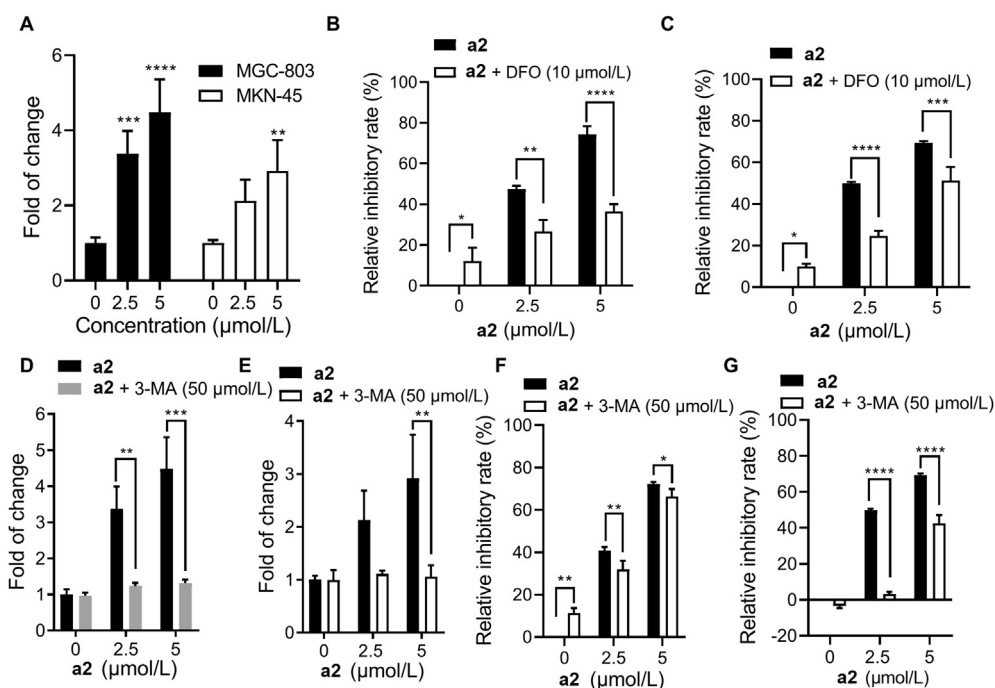 A
Fold of change
6
4
2
0
MGC-803
MKN-45
***
****
**
0 2.5 5 0 2.5 5
Concentration (μmol/L)
B
a2
a2 + DFO (10 μmol/L)
Relative inhibitory rate (%)
100
80
60
40
20
0
*
**
****
0 2.5 5
a2 (μmol/L)
C
a2
a2 + DFO (10 μmol/L)
Relative inhibitory rate (%)
100
80
60
40
20
0
*
****
***
0 2.5 5
a2 (μmol/L)
D
a2
a2 + 3-MA (50 μmol/L)
Fold of change
6
5
4
3
2
1
0
**
***
0 2.5 5
a2 (μmol/L)
E
a2
a2 + 3-MA (50 μmol/L)
Fold of change
4
3
2
1
0
**
0 2.5 5
a2 (μmol/L)
F
a2
a2 + 3-MA (50 μmol/L)
Relative inhibitory rate (%)
100
80
60
40
20
0
**
**
*
0 2.5 5
a2 (μmol/L)
G
a2
a2 + 3-MA (50 μmol/L)
Relative inhibitory rate (%)
100
80
60
40
20
0
-20
****
****
0 2.5 5
a2 (μmol/L)